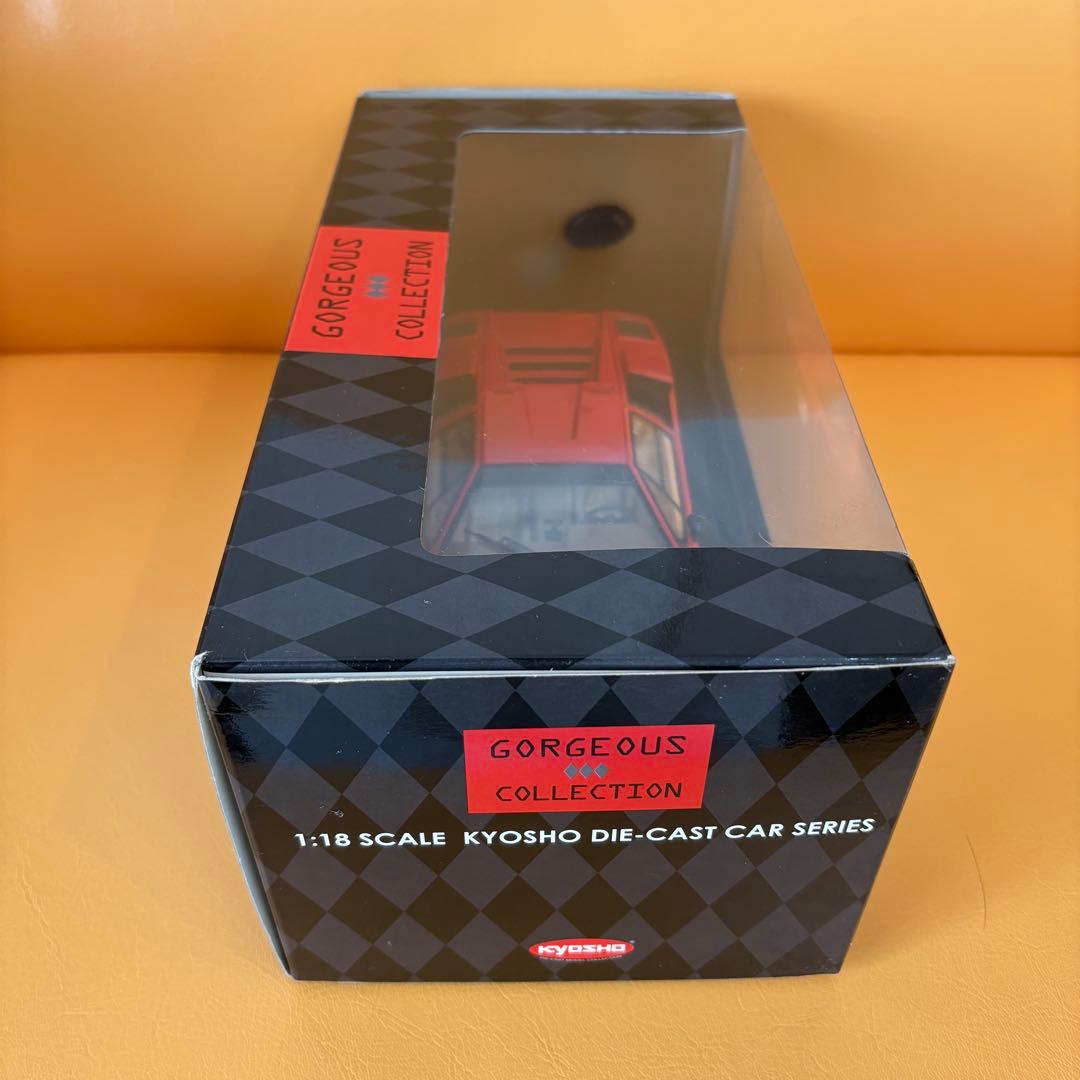 GORGEOUS
COLLECTION
GORGEOUS
COLLECTION
1:18 SCALE KYOSHO DIE-CAST CAR SERIES
KYOSHO